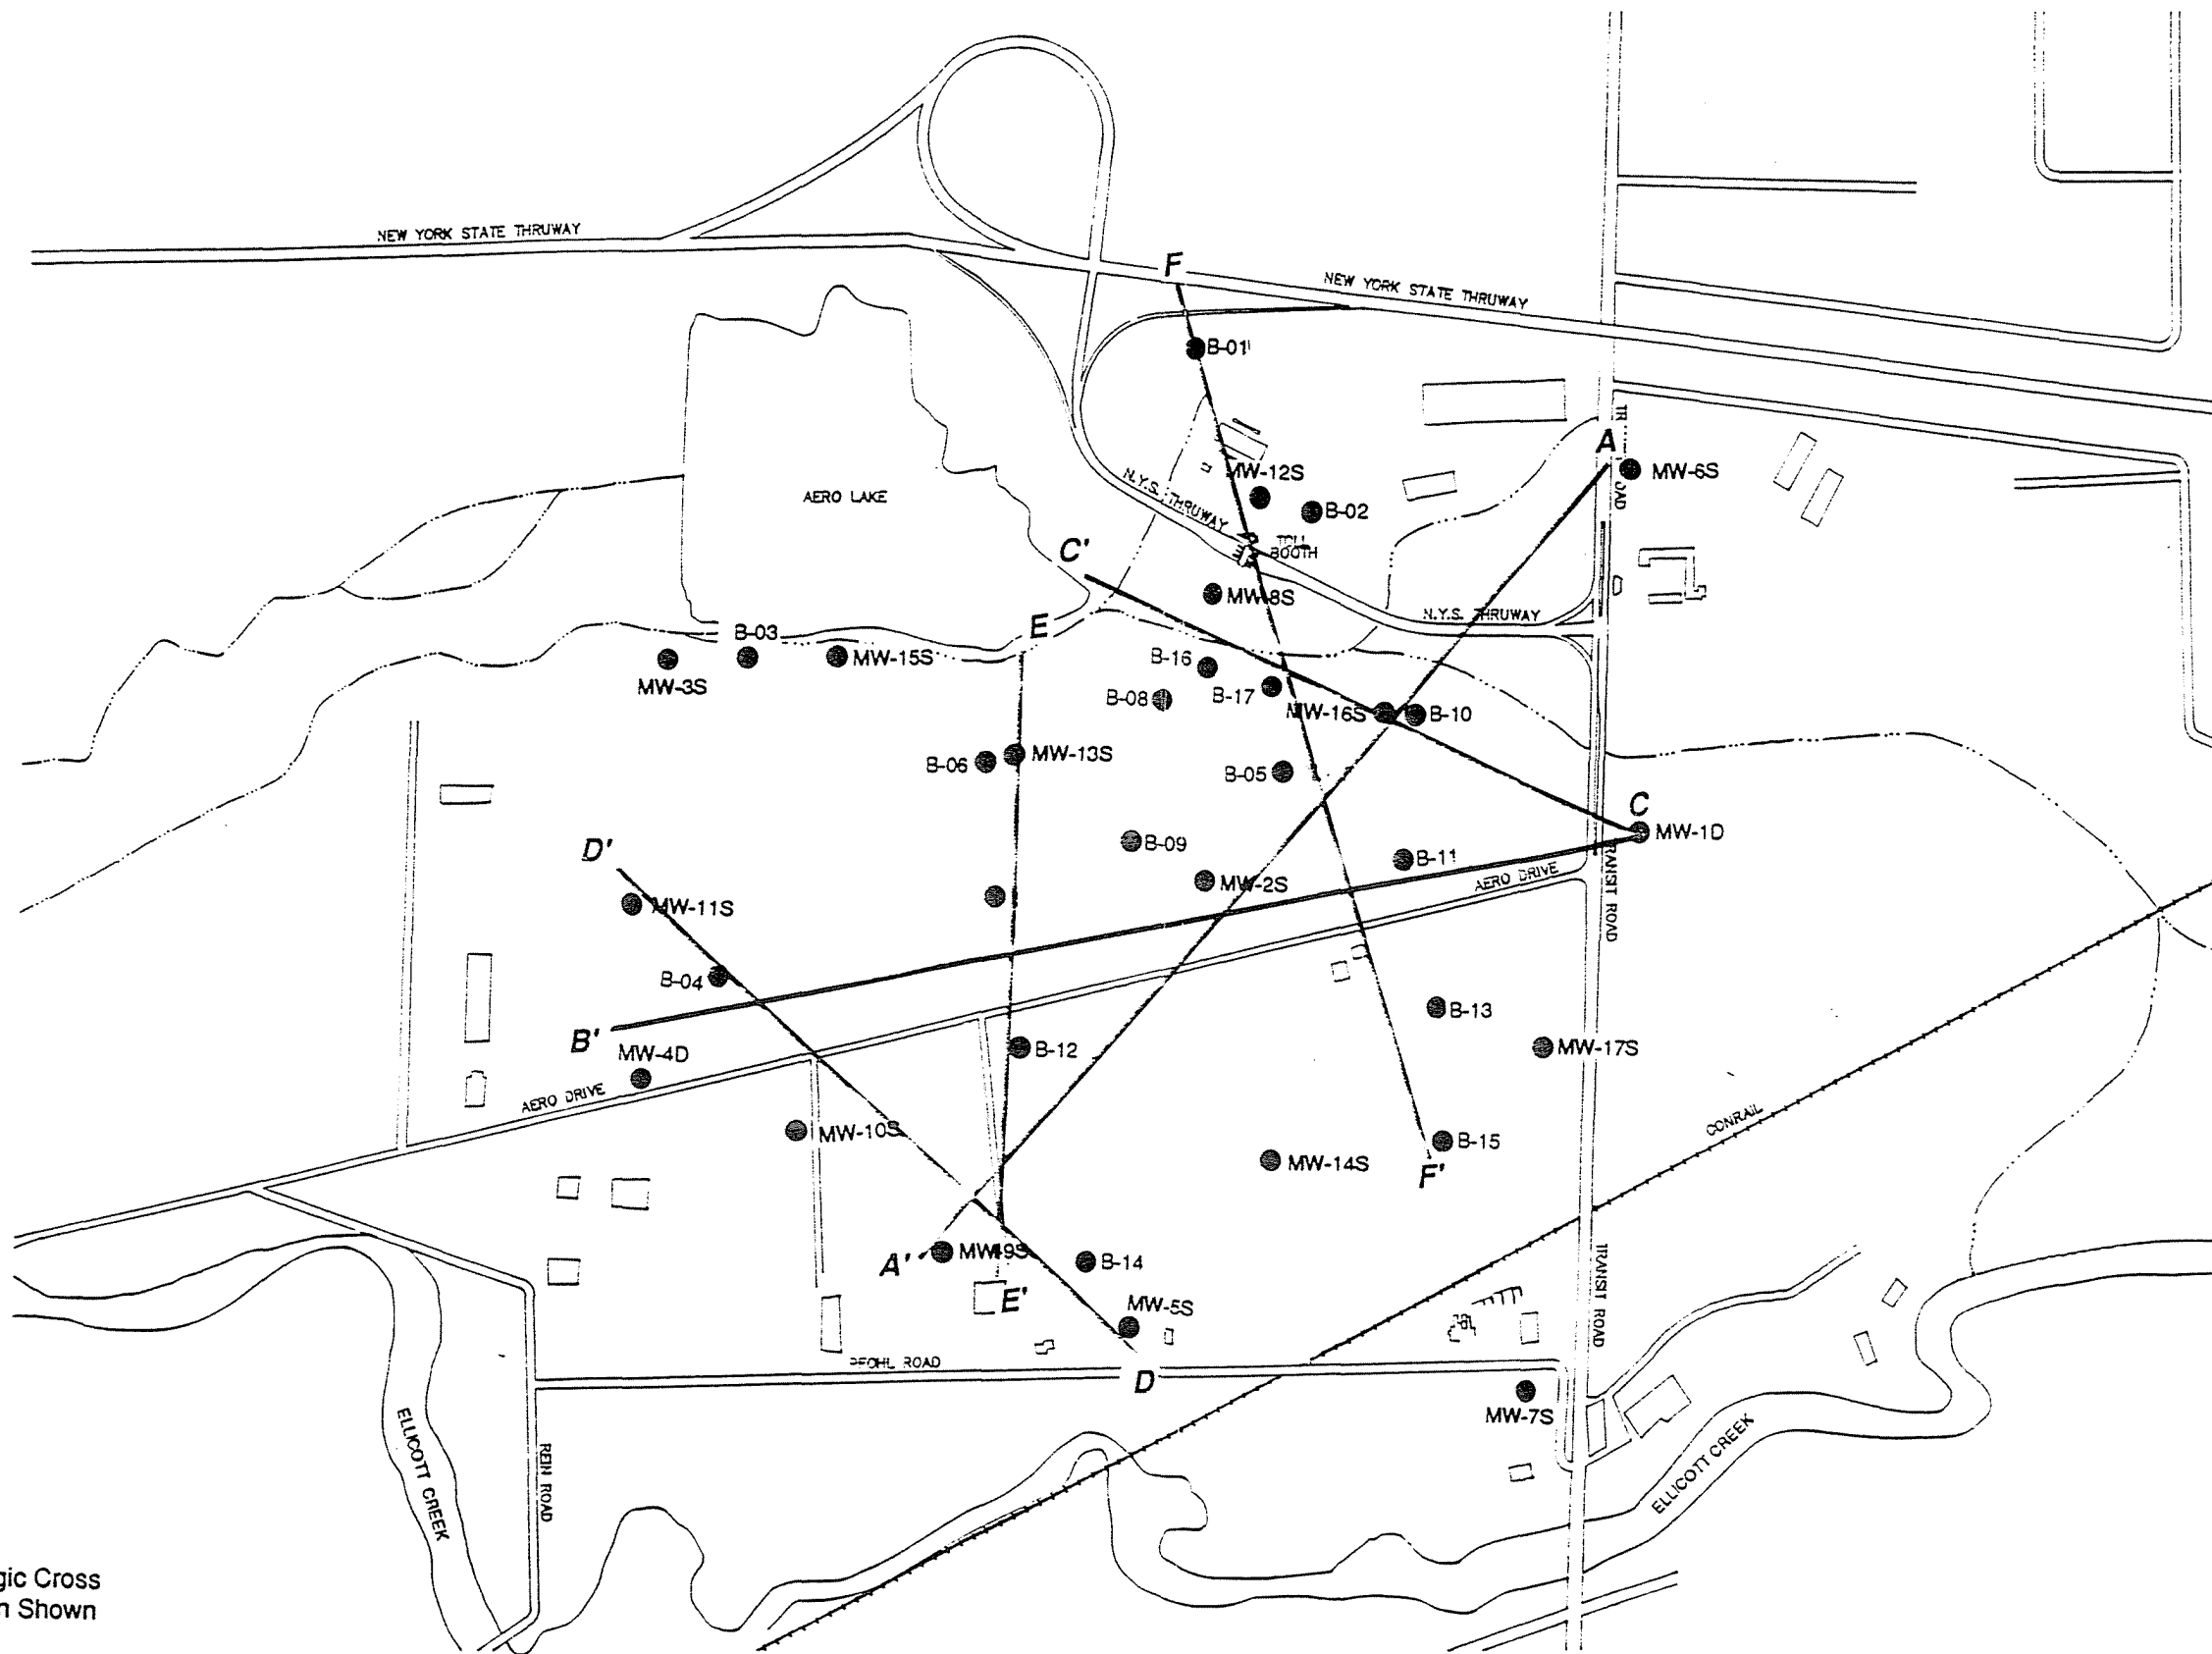 NEW YORK STATE THRUWAY
F
NEW YORK STATE THRUWAY
B-01
A
MW-12S
MW-6S
N.Y.S. THRUWAY
AERO LAKE
B-02
TOLL
BOOTH
C'
MW-8S
N.Y.S. THRUWAY
E
B-03
MW-15S
B-16
MW-3S
B-08
B-17
MW-16S
B-10
MW-13S
B-06
B-05
C
MW-1D
B-09
D'
B-11
MW-2S
AERO DRIVE
TRANSIT ROAD
MW-11S
B-04
B-13
B'
MW-4D
B-12
MW-17S
AERO DRIVE
CONRAIL
MW-10S
B-15
MW-14S
F'
A'
MW-9S
B-14
E'
TRANSIT ROAD
MW-5S
PFOHL ROAD
D
MW-7S
ELLICOTT CREEK
REIN ROAD
ELLICOTT CREEK
gic Cross
n Shown